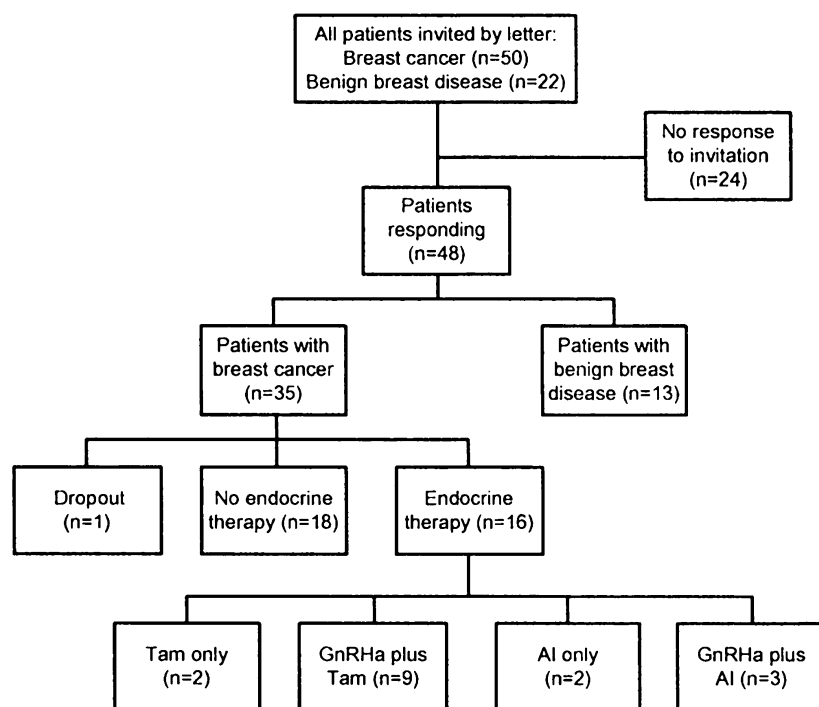 All patients invited by letter:
Breast cancer (n=50)
Benign breast disease (n=22)
No response
to invitation
(n=24)
Patients
responding
(n=48)
Patients with
breast cancer
(n=35)
Patients with
benign breast
disease (n=13)
Dropout
(n=1)
No endocrine
therapy (n=18)
Endocrine
therapy (n=16)
Tam only
(n=2)
GnRHa plus
Tam (n=9)
AI only
(n=2)
GnRHa plus
AI (n=3)